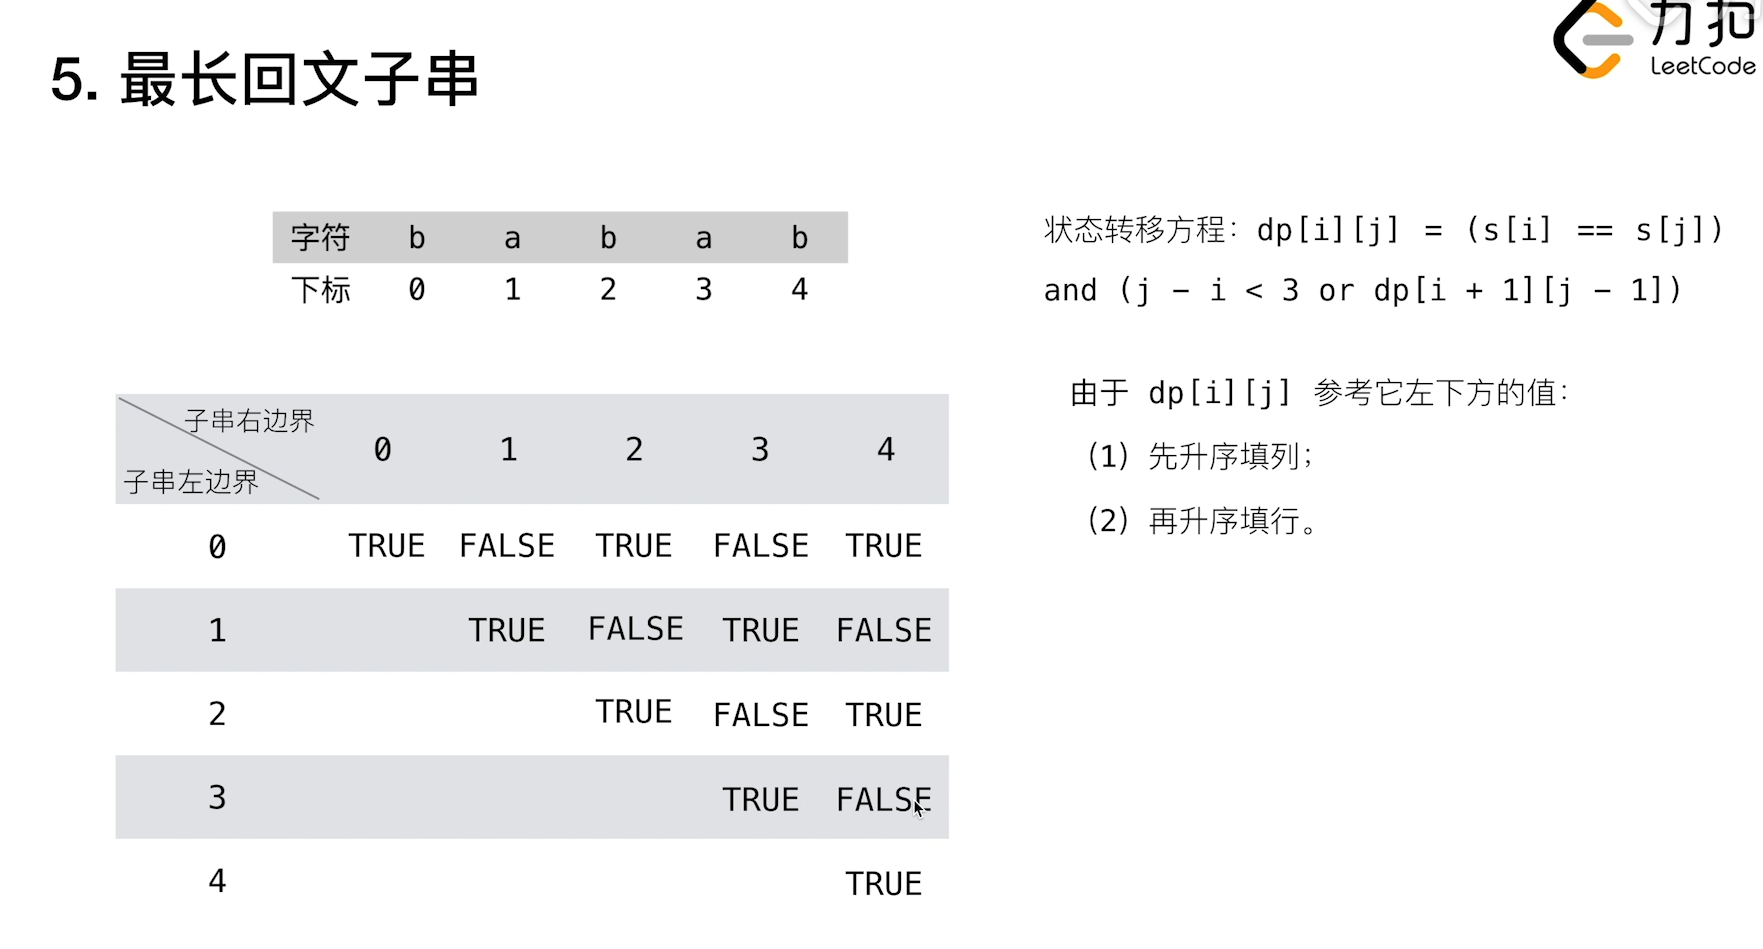 5. 最长回文子串
力扣
LeetCode
字符 b a b a b
下标 0 1 2 3 4
状态转移方程：dp[i][j] = (s[i] == s[j])
and (j − i < 3 or dp[i + 1][j − 1])
由于 dp[i][j] 参考它左下方的值：
（1）先升序填列；
（2）再升序填行。
子串右边界
子串左边界
0 1 2 3 4
0 TRUE FALSE TRUE FALSE TRUE
1 TRUE FALSE TRUE FALSE
2 TRUE FALSE TRUE
3 TRUE FALSE
4 TRUE